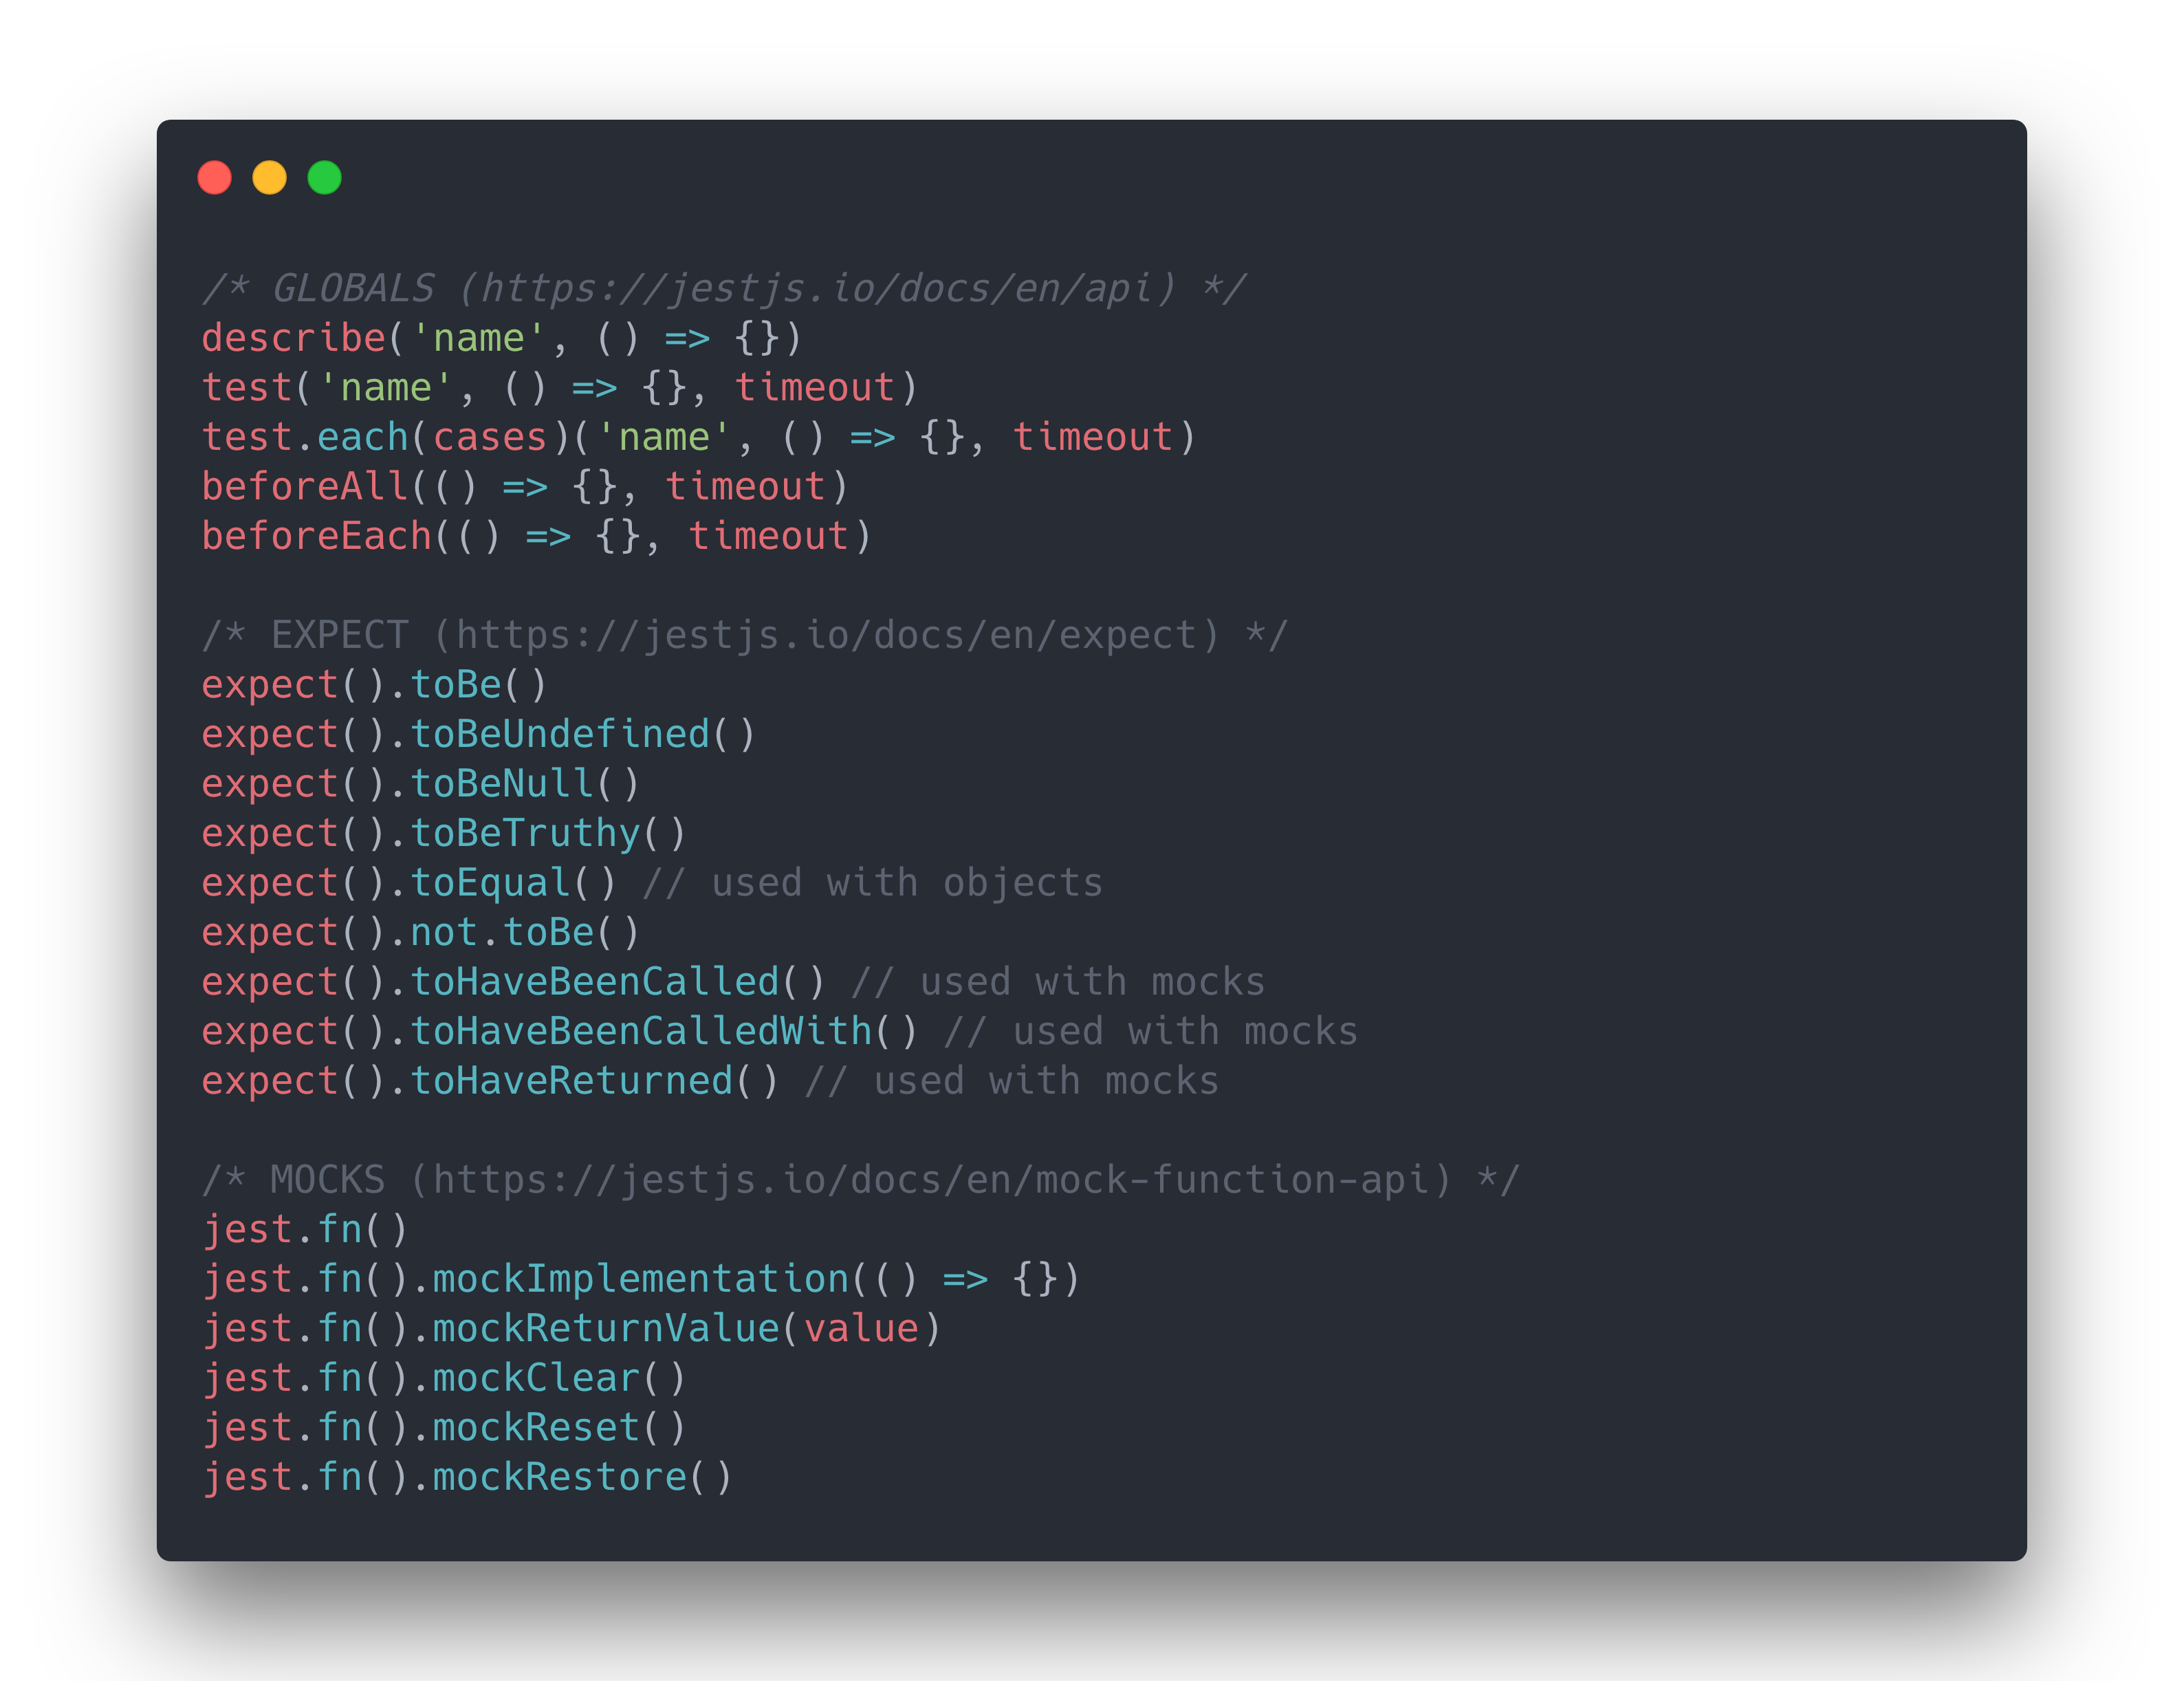 /* GLOBALS (https://jestjs.io/docs/en/api) */
describe('name', () => {})
test('name', () => {}, timeout)
test.each(cases)('name', () => {}, timeout)
beforeAll(() => {}, timeout)
beforeEach(() => {}, timeout)
/* EXPECT (https://jestjs.io/docs/en/expect) */
expect().toBe()
expect().toBeUndefined()
expect().toBeNull()
expect().toBeTruthy()
expect().toEqual() // used with objects
expect().not.toBe()
expect().toHaveBeenCalled() // used with mocks
expect().toHaveBeenCalledWith() // used with mocks
expect().toHaveReturned() // used with mocks
/* MOCKS (https://jestjs.io/docs/en/mock-function-api) */
jest.fn()
jest.fn().mockImplementation(() => {})
jest.fn().mockReturnValue(value)
jest.fn().mockClear()
jest.fn().mockReset()
jest.fn().mockRestore()